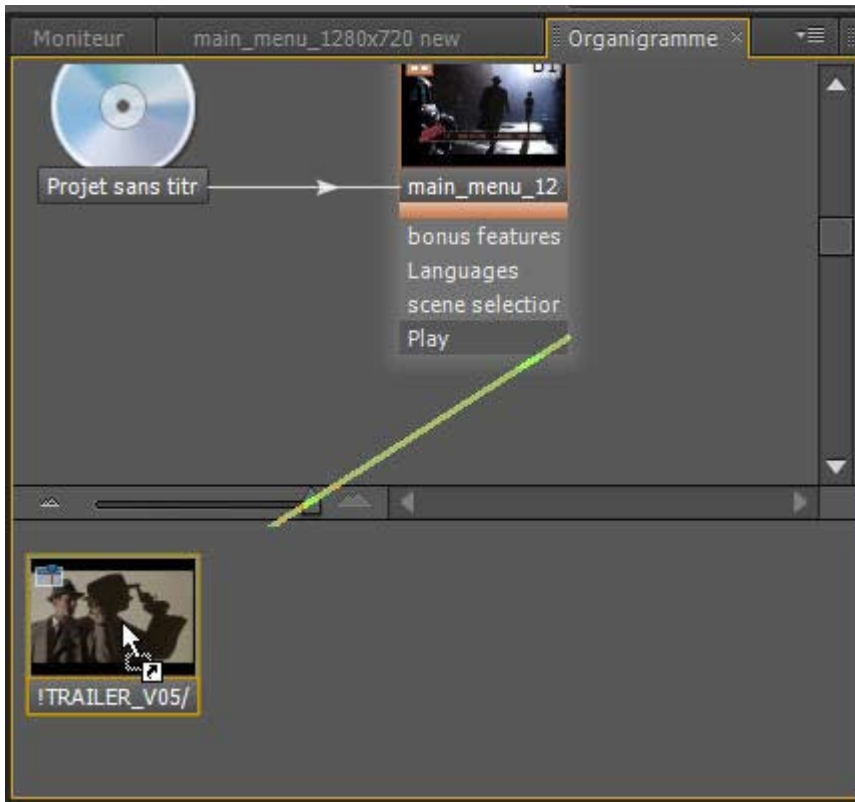 Moniteur
main_menu_1280x720 new
Organigramme
Projet sans titr
main_menu_12
bonus features
Languages
scene selectior
Play
!TRAILER_V05/